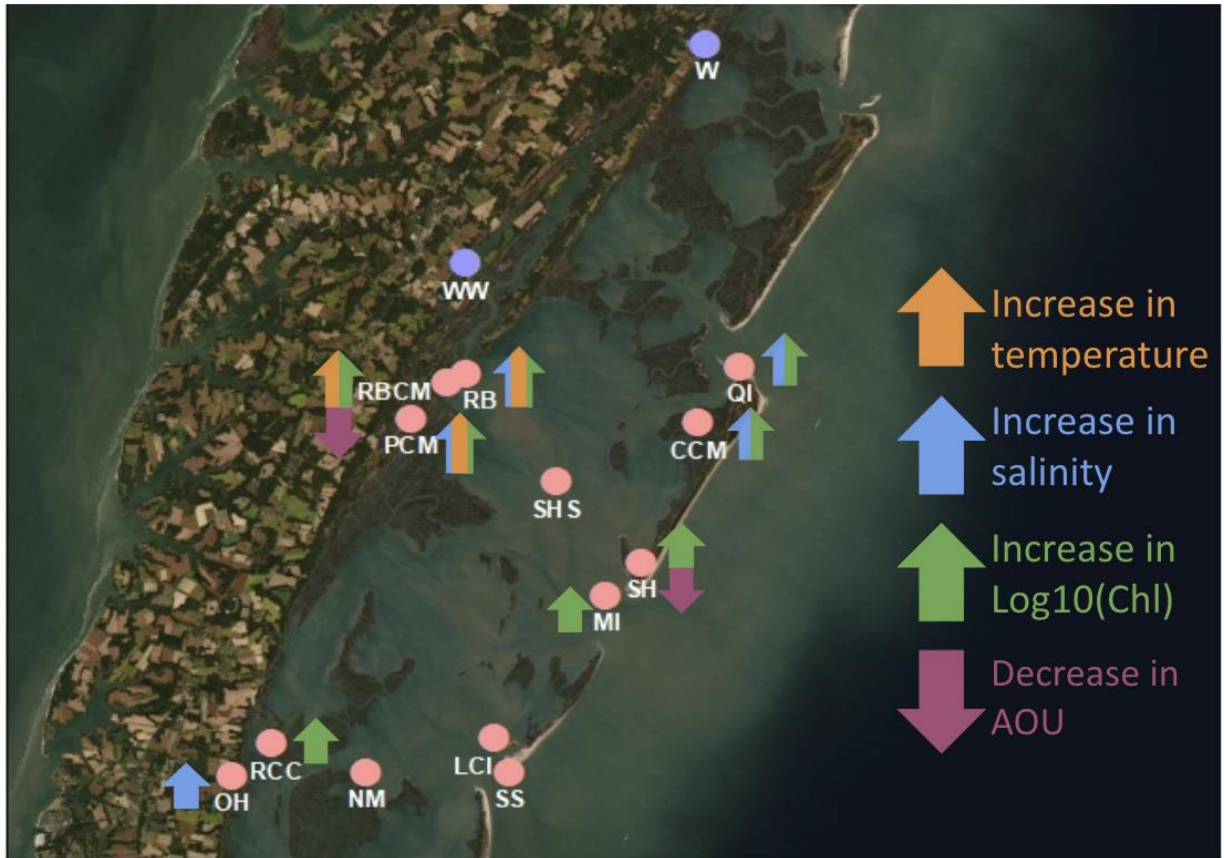 W
WW
RBCM
RB
QI
PCM
CCM
SHS
SH
MI
RCC
LCI
OH
NM
SS
Increase in
temperature
Increase in
salinity
Increase in
Log10(Chl)
Decrease in
AOU